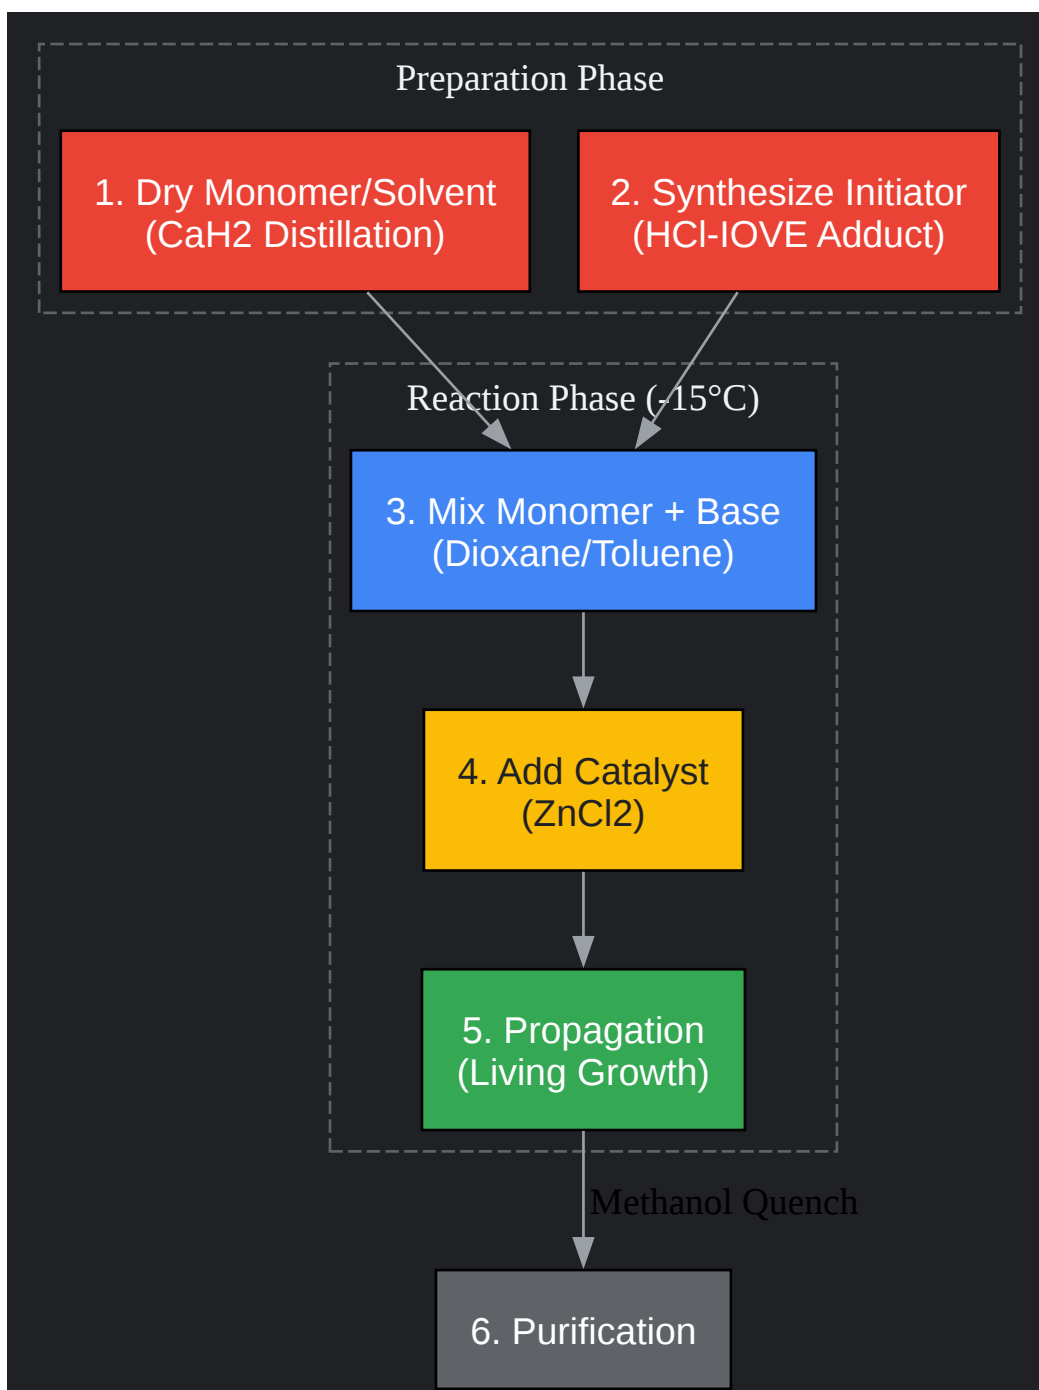 Preparation Phase
1. Dry Monomer/Solvent
(CaH2 Distillation)
2. Synthesize Initiator
(HCl-IOVE Adduct)
Reaction Phase (-15°C)
3. Mix Monomer + Base
(Dioxane/Toluene)
4. Add Catalyst
(ZnCl2)
5. Propagation
(Living Growth)
Methanol Quench
6. Purification